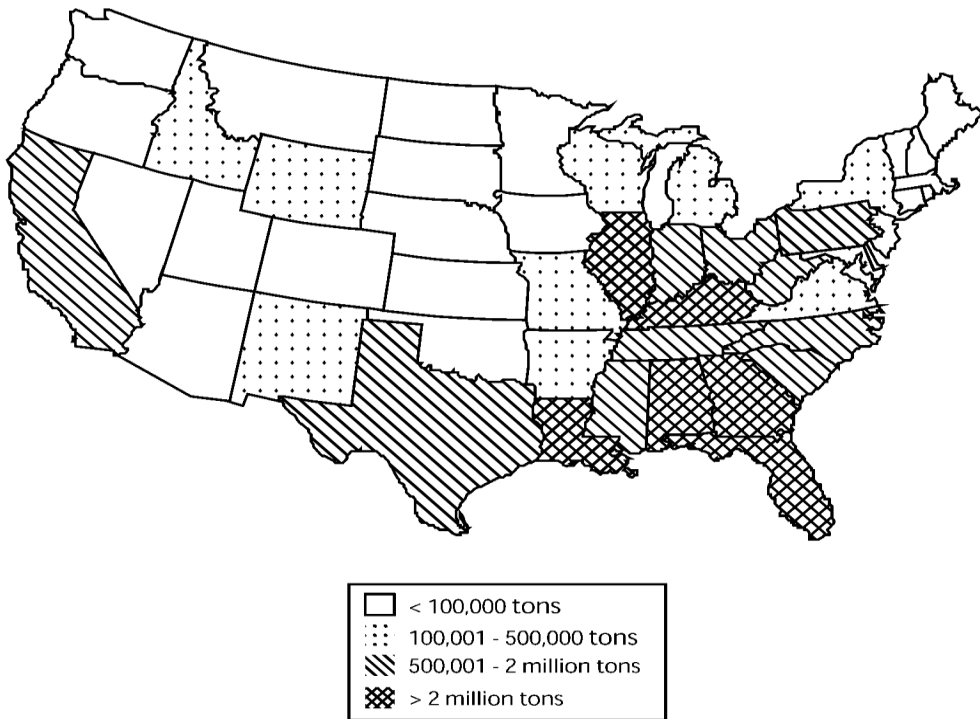 < 100,000 tons
100,001 - 500,000 tons
500,001 - 2 million tons
> 2 million tons